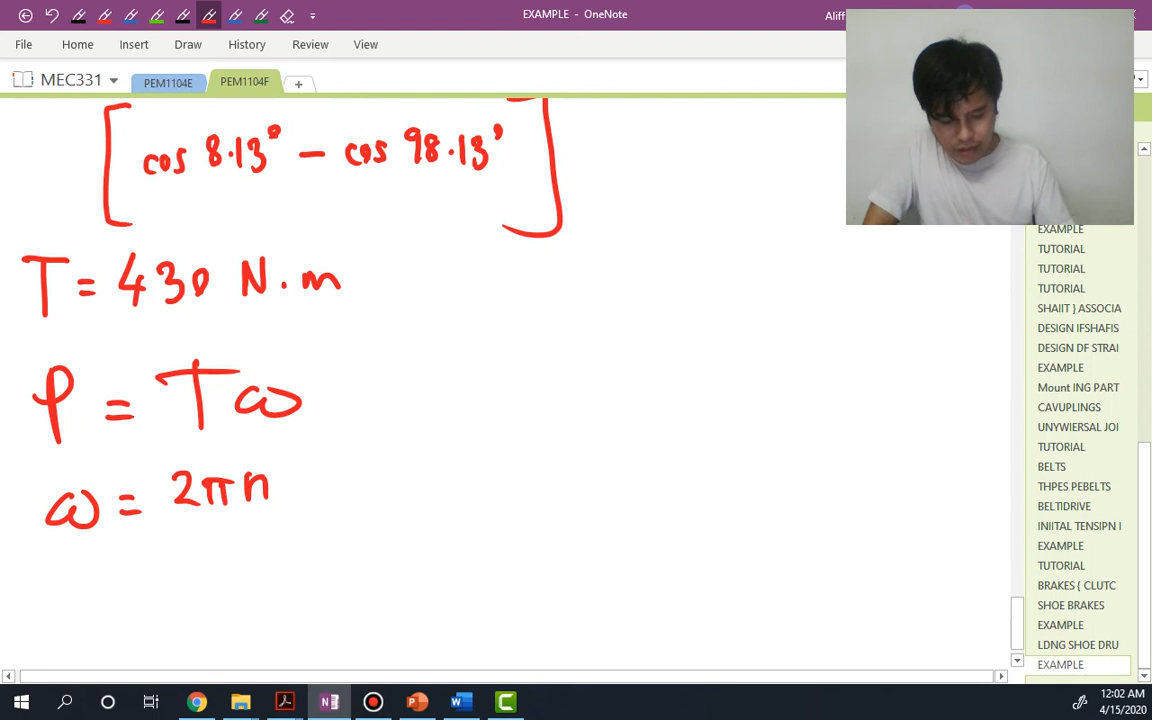 EXAMPLE - OneNote
Aliff
File Home Insert Draw History Review View
MEC331 PEM1104E PEM1104F
[cos 8.13° - cos 98.13°]
T = 430 N.m
P = Tω
ω = 2πn
EXAMPLE
TUTORIAL
TUTORIAL
TUTORIAL
SHAIIT } ASSOCIA
DESIGN IFSHAFIS
DESIGN DF STRAI
EXAMPLE
Mount ING PART
CAVUPLINGS
UNYWIERSAL JOI
TUTORIAL
BELTS
THPES PEBELTS
BELTIDRIVE
INIITAL TENSIPN I
EXAMPLE
TUTORIAL
BRAKES { CLUTC
SHOE BRAKES
EXAMPLE
LDNG SHOE DRU
EXAMPLE
12:02 AM
4/15/2020